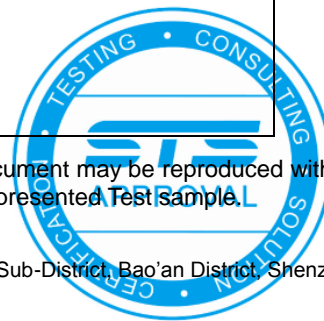 TESTING • CONSULTING • SOLUTION • CERTIFICATION
STS
cument may be reproduced with
presented Test sample.
APPROVAL
Sub-District, Bao'an District, Shenz